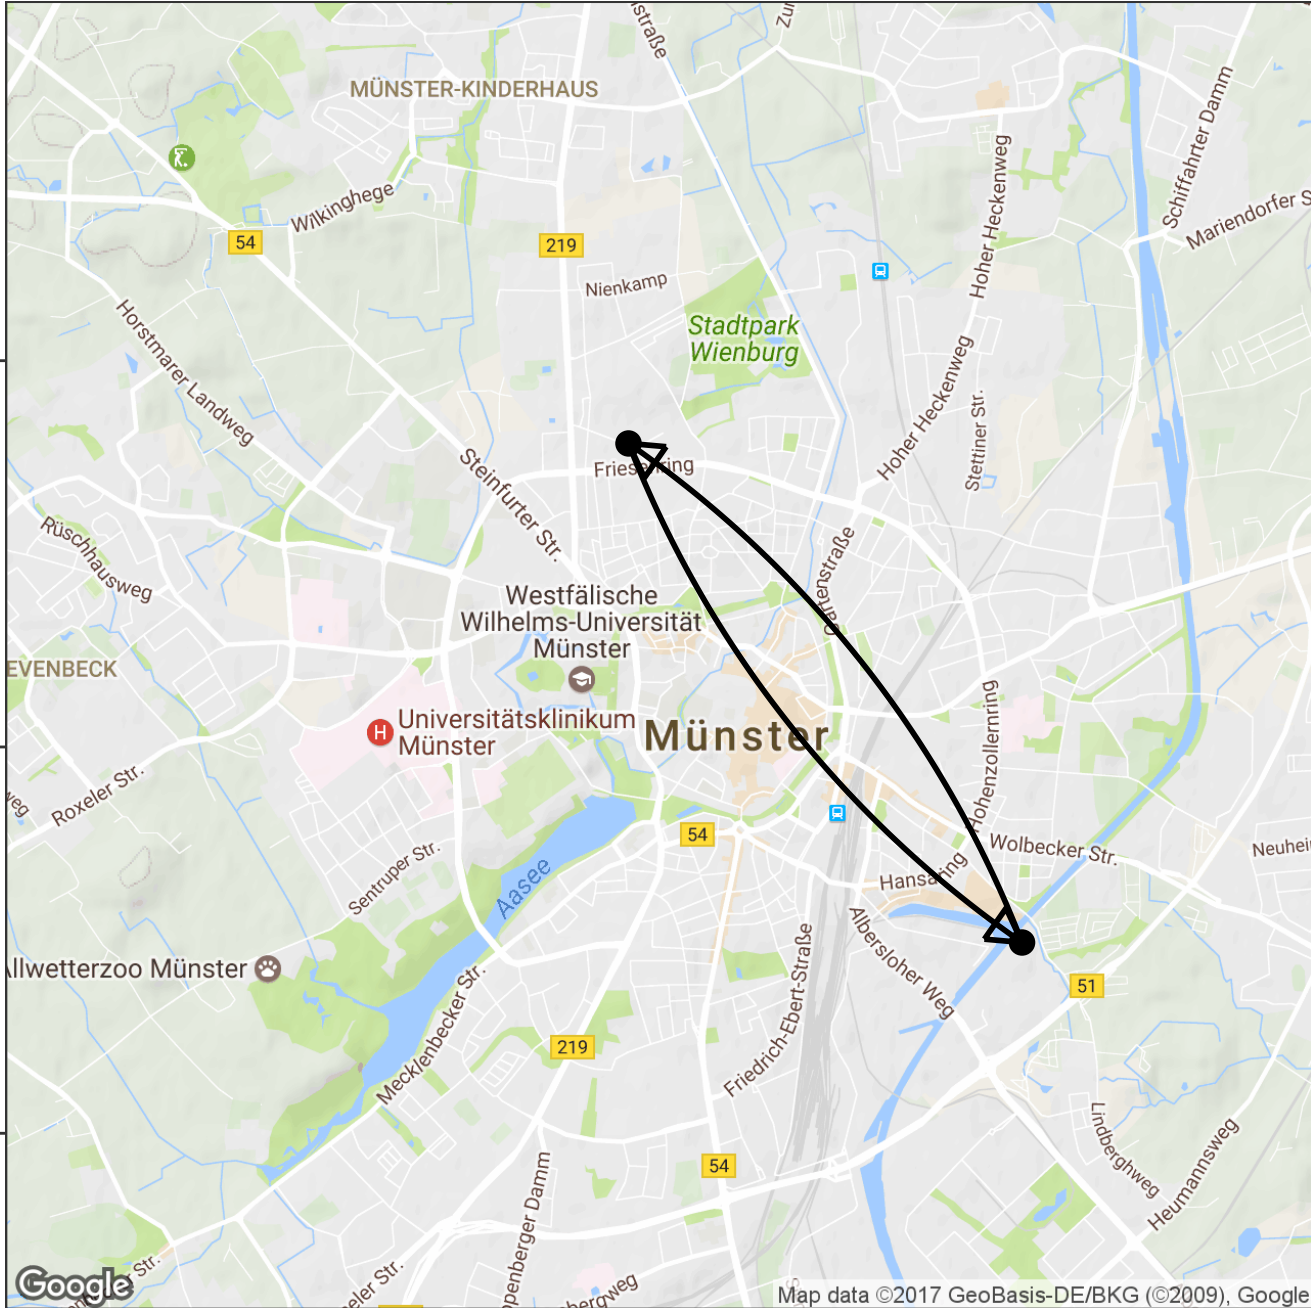 MÜNSTER-KINDERHAUS
Schiffahrter Damm
Hoher Heckenweg
Wilkinghege
Mariendorfer S
54
219
Nienkamp
Stadtpark
Wienburg
Horstmarer Landweg
Hoher Heckenweg
Stettiner Str.
Steinfurter Str.
Rüschhausweg
Westfälische
Wilhelms-Universität
Münster
EVENBECK
Universitätsklinikum
Münster
H
Münster
Hohenzollernring
Roxeler Str.
weg
54
Wolbecker Str.
Neuhei
Sentruper Str.
Aasee
Hansaring
Albersloher Weg
Friedrich-Ebert-Straße
Allwetterzoo Münster
51
Mecklenbecker Str.
219
Lindberghweg
Heumannsweg
54
Google
Map data ©2017 GeoBasis-DE/BKG (©2009), Google